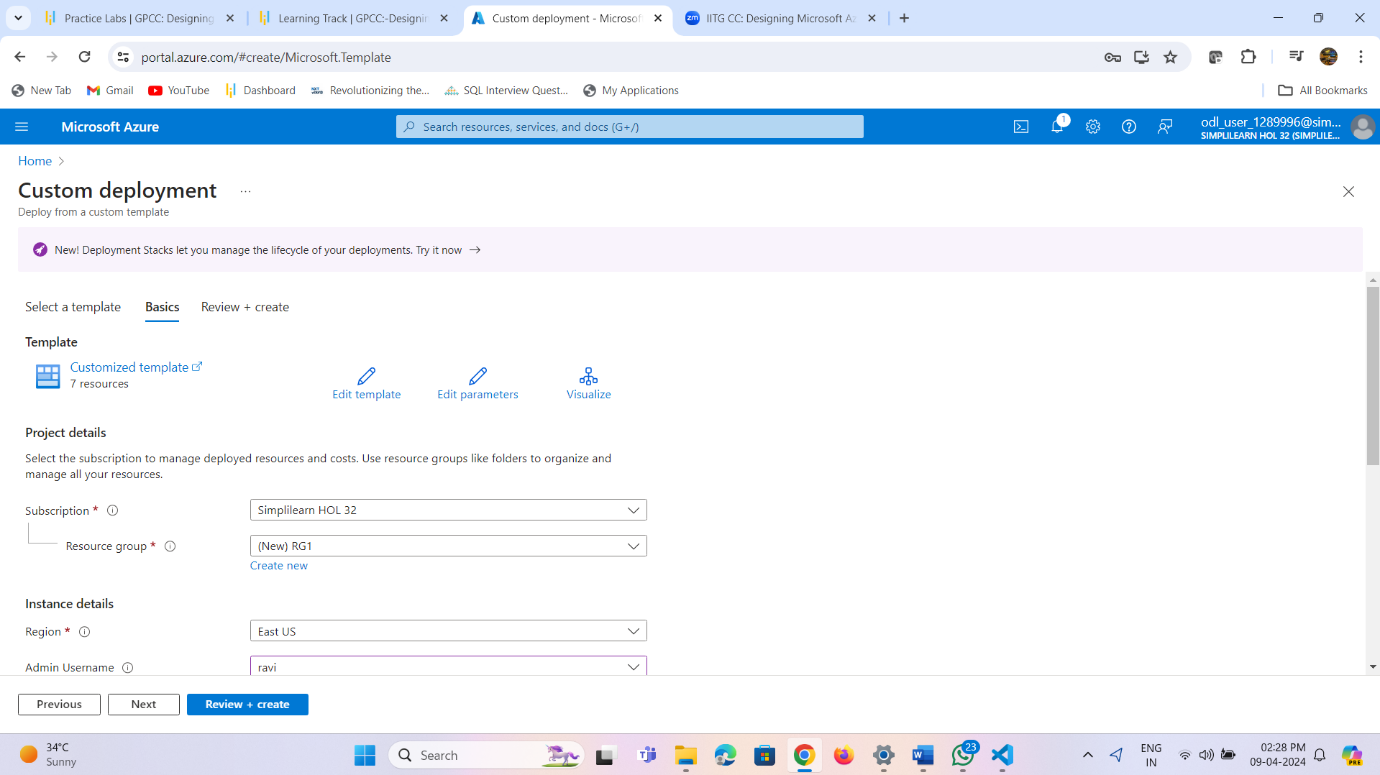 Practice Labs | GPCC: Designing
Learning Track | GPCC:-Designin
Custom deployment - Microsof
zm IITG CC: Designing Microsoft Az
portal.azure.com/#create/Microsoft.Template
New Tab
Gmail
YouTube
Dashboard
Revolutionizing the...
SQL Interview Quest...
My Applications
All Bookmarks
Microsoft Azure
Search resources, services, and docs (G+/)
1
odl_user_1289996@sim...
SIMPLILEARN HOL 32 (SIMPLILE...
Home
Custom deployment ...
Deploy from a custom template
New! Deployment Stacks let you manage the lifecycle of your deployments. Try it now →
Select a template
Basics
Review + create
Template
Customized template
7 resources
Edit template
Edit parameters
Visualize
Project details
Select the subscription to manage deployed resources and costs. Use resource groups like folders to organize and
manage all your resources.
Subscription *
Simplilearn HOL 32
Resource group *
(New) RG1
Create new
Instance details
Region *
East US
Admin Username
ravi
Previous
Next
Review + create
34°C
Sunny
Search
23
ENG
IN
02:28 PM
09-04-2024
PRE